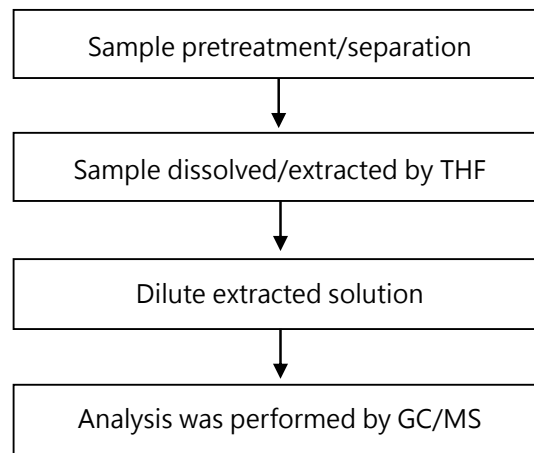 Sample pretreatment/separation
Sample dissolved/extracted by THF
Dilute extracted solution
Analysis was performed by GC/MS